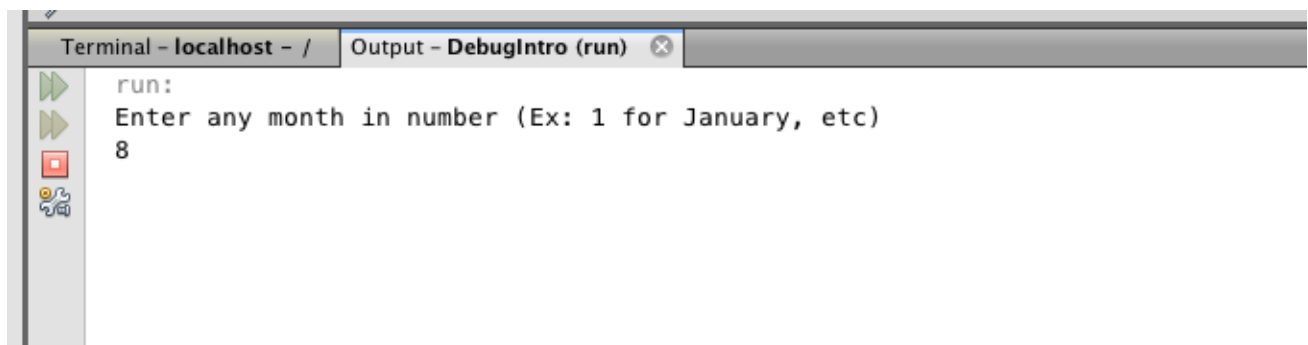 Terminal – localhost – / Output – DebugIntro (run)
run:
Enter any month in number (Ex: 1 for January, etc)
8